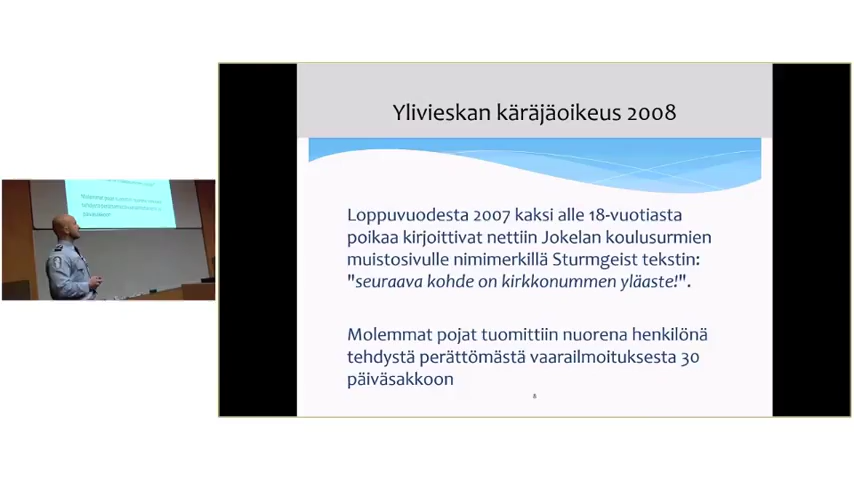 Ylivieskan käräjäoikeus 2008
Loppuvuodesta 2007 kaksi alle 18-vuotiasta
poikaa kirjoittivat nettiin Jokelan koulusurmien
muistosivulle nimimerkillä Sturmgeist tekstin:
"seuraava kohde on kirkkonummen yläaste!".
Molemmat pojat tuomittiin nuorena henkilönä
tehdystä perättömästä vaarailmoituksesta 30
päiväsakkoon
8